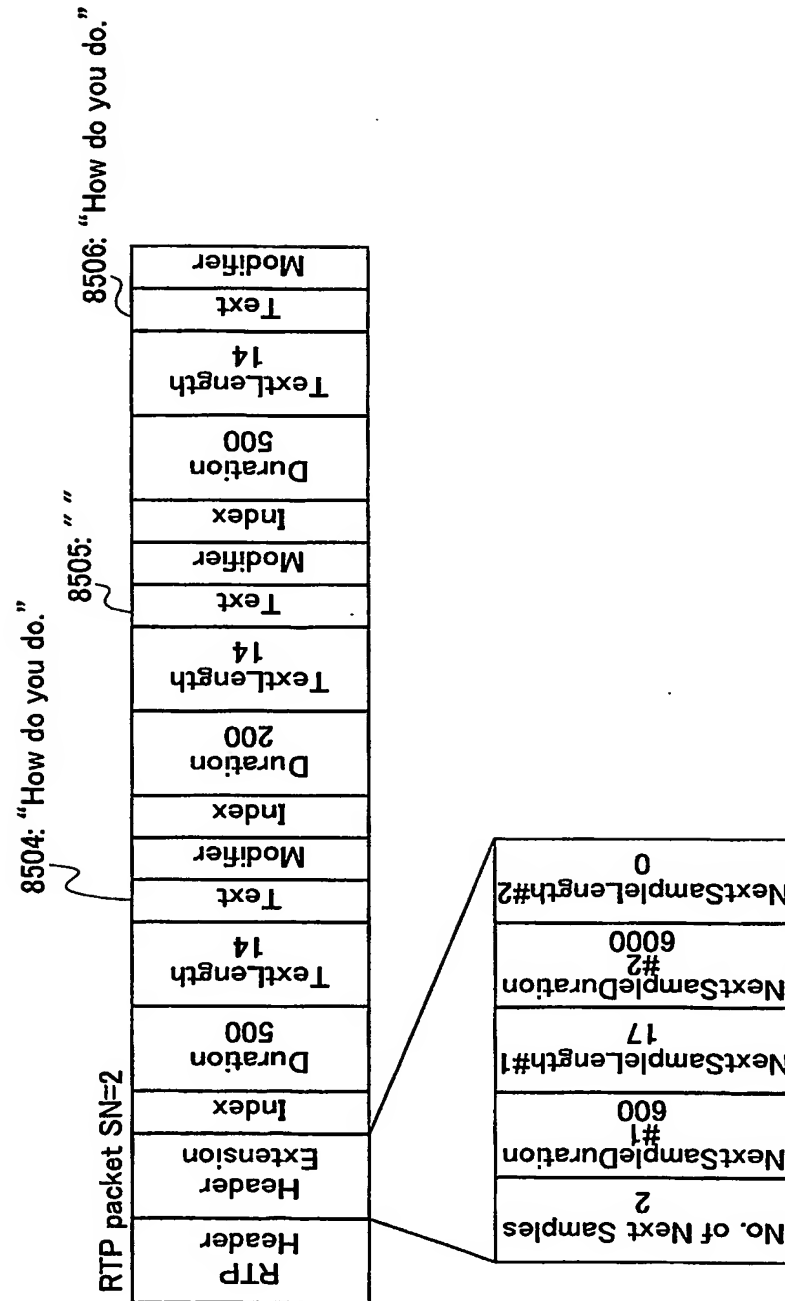 RTP packet SN=2
RTP
Header
Header
Extension
Index
Duration
500
TextLength
14
Text
Modifier
Index
Duration
200
TextLength
14
Text
Modifier
Index
Duration
500
TextLength
14
Text
Modifier
8504: “How do you do.”
8505: “ ”
8506: “How do you do.”
No. of Next Samples
2
NextSampleDuration
#1
600
NextSampleLength#1
17
NextSampleDuration
#2
6000
NextSampleLength#2
0